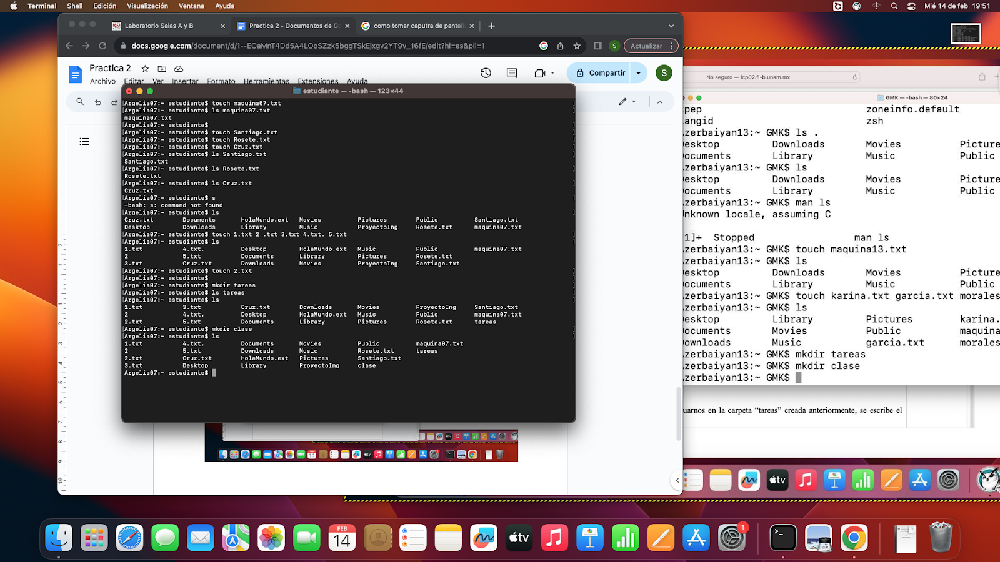 Terminal Shell Edición Visualización Ventana Ayuda Mié 14 de feb 19:51
Laboratorio Salas A y B Practica 2 - Documentos de Go como tomar caputra de pantall
docs.google.com/document/d/1--EOaMnT4Dd5A4LOoSZzk5bggTSkEjxgv2YT9v_16fE/edit?hl=es&pli=1 S Actualizar
Practica 2
Archivo Editar Ver Insertar Formato Herramientas Extensiones Ayuda
Compartir S
estudiante — -bash — 123×44
[Argelia07:~ estudiante$ touch maquina07.txt ]
[Argelia07:~ estudiante$ ls maquina07.txt ]
maquina07.txt
[Argelia07:~ estudiante$ ]
[Argelia07:~ estudiante$ touch Santiago.txt ]
[Argelia07:~ estudiante$ touch Rosete.txt ]
[Argelia07:~ estudiante$ touch Cruz.txt ]
[Argelia07:~ estudiante$ ls Santiago.txt ]
Santiago.txt
[Argelia07:~ estudiante$ ls Rosete.txt ]
Rosete.txt
[Argelia07:~ estudiante$ ls Cruz.txt ]
Cruz.txt
[Argelia07:~ estudiante$ s ]
-bash: s: command not found
[Argelia07:~ estudiante$ ls ]
Cruz.txt Documents HolaMundo.ext Movies Pictures Public Santiago.txt
Desktop Downloads Library Music ProyectoIng Rosete.txt maquina07.txt
[Argelia07:~ estudiante$ touch 1.txt 2 .txt 3.txt 4.txt. 5.txt ]
[Argelia07:~ estudiante$ ls ]
1.txt 4.txt. Desktop HolaMundo.ext Music Public maquina07.txt
2 5.txt Documents Library Pictures Rosete.txt
3.txt Cruz.txt Downloads Movies ProyectoIng Santiago.txt
[Argelia07:~ estudiante$ touch 2.txt ]
[Argelia07:~ estudiante$ ]
[Argelia07:~ estudiante$ mkdir tareas ]
[Argelia07:~ estudiante$ ls tareas ]
[Argelia07:~ estudiante$ ls ]
1.txt 3.txt Cruz.txt Downloads Movies ProyectoIng Santiago.txt
2 4.txt. Desktop HolaMundo.ext Music Public maquina07.txt
2.txt 5.txt Documents Library Pictures Rosete.txt tareas
[Argelia07:~ estudiante$ mkdir clase ]
[Argelia07:~ estudiante$ ls ]
1.txt 4.txt. Documents Movies Public maquina07.txt
2 5.txt Downloads Music Rosete.txt tareas
2.txt Cruz.txt HolaMundo.ext Pictures Santiago.txt
3.txt Desktop Library ProyectoIng clase
Argelia07:~ estudiante$
No seguro — lcp02.fi-b.unam.mx
GMK — -bash — 80×24
pep zoneinfo.default
angid zsh
zerbaiyan13:~ GMK$ ls .
esktop Downloads Movies Picture
ocuments Library Music Public
zerbaiyan13:~ GMK$ ls
esktop Downloads Movies Picture
ocuments Library Music Public
zerbaiyan13:~ GMK$ man ls
nknown locale, assuming C
1]+ Stopped man ls
zerbaiyan13:~ GMK$ touch maquina13.txt
zerbaiyan13:~ GMK$ ls
esktop Downloads Movies Picture
ocuments Library Music Public
zerbaiyan13:~ GMK$ touch karina.txt garcia.txt morales
zerbaiyan13:~ GMK$ ls
esktop Library Pictures karina.
ocuments Movies Public maquina
ownloads Music garcia.txt morales
zerbaiyan13:~ GMK$ mkdir tareas
zerbaiyan13:~ GMK$ mkdir clase
zerbaiyan13:~ GMK$
uarnos en la carpeta “tareas” creada anteriormente, se escribe el
tv
FEB
14
tv
1